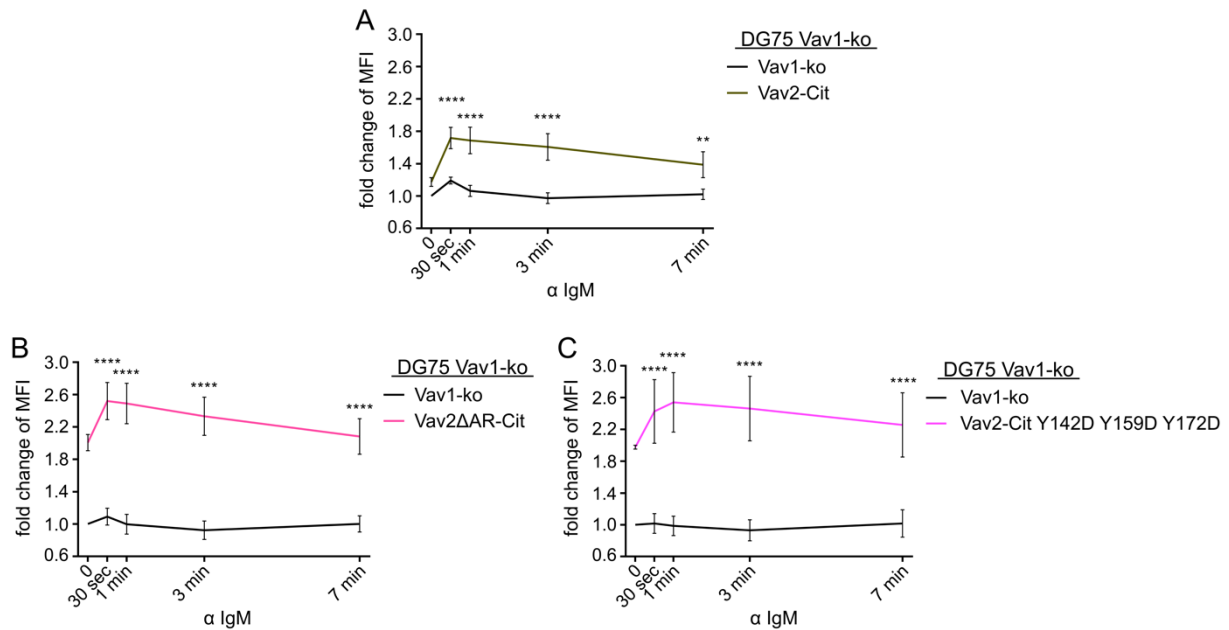 A
fold change of MFI
3.0
2.6
2.2
1.8
1.4
1.0
0.6
****
****
****
**
0
30 sec
1 min
3 min
7 min
α IgM
DG75 Vav1-ko
Vav1-ko
Vav2-Cit
B
fold change of MFI
3.0
2.6
2.2
1.8
1.4
1.0
0.6
****
****
****
****
0
30 sec
1 min
3 min
7 min
α IgM
DG75 Vav1-ko
Vav1-ko
Vav2ΔAR-Cit
C
fold change of MFI
3.0
2.6
2.2
1.8
1.4
1.0
0.6
****
****
****
****
0
30 sec
1 min
3 min
7 min
α IgM
DG75 Vav1-ko
Vav1-ko
Vav2-Cit Y142D Y159D Y172D